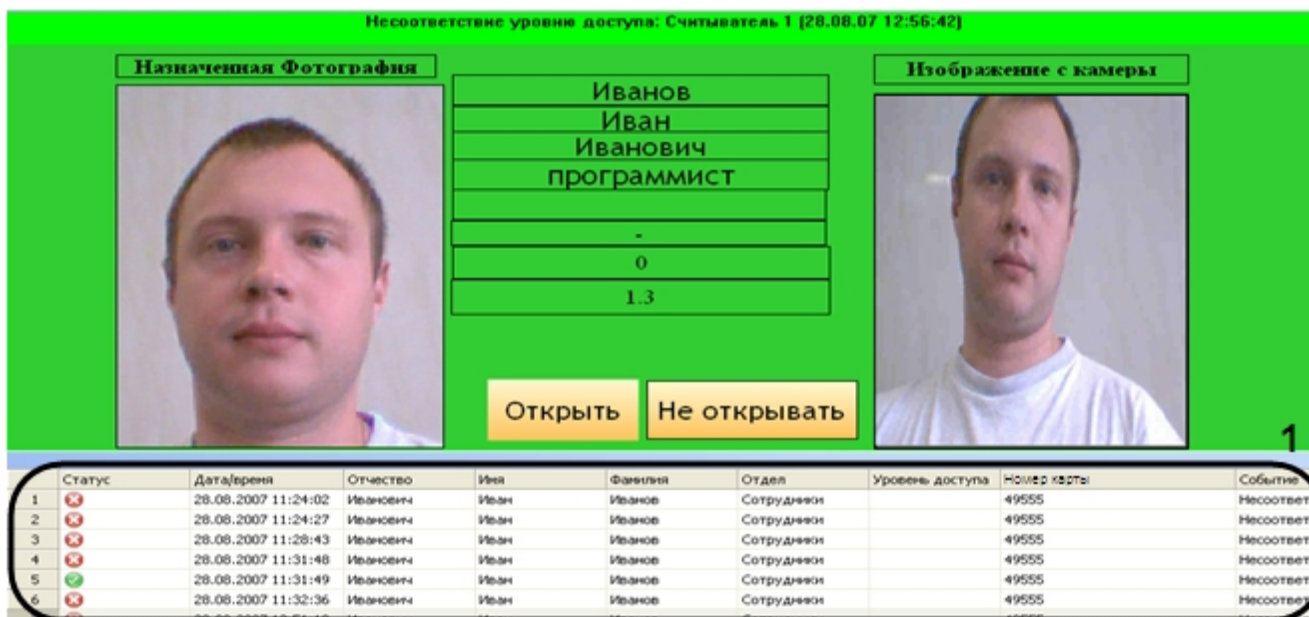 Несоответствие уровню доступа: Считыватель 1 (28.08.07 12:56:42)
Назначенная Фотография
Изображение с камеры
Иванов
Иван
Иванович
программист
-
0
1.3
Открыть Не открывать
1
Статус Дата/время Отчество Имя Фамилия Отдел Уровень доступа Номер карты Событие
1 28.08.2007 11:24:02 Иванович Иван Иванов Сотрудники 49555 Несоответ
2 28.08.2007 11:24:27 Иванович Иван Иванов Сотрудники 49555 Несоответ
3 28.08.2007 11:28:43 Иванович Иван Иванов Сотрудники 49555 Несоответ
4 28.08.2007 11:31:48 Иванович Иван Иванов Сотрудники 49555 Несоответ
5 28.08.2007 11:31:49 Иванович Иван Иванов Сотрудники 49555 Несоответ
6 28.08.2007 11:32:36 Иванович Иван Иванов Сотрудники 49555 Несоответ